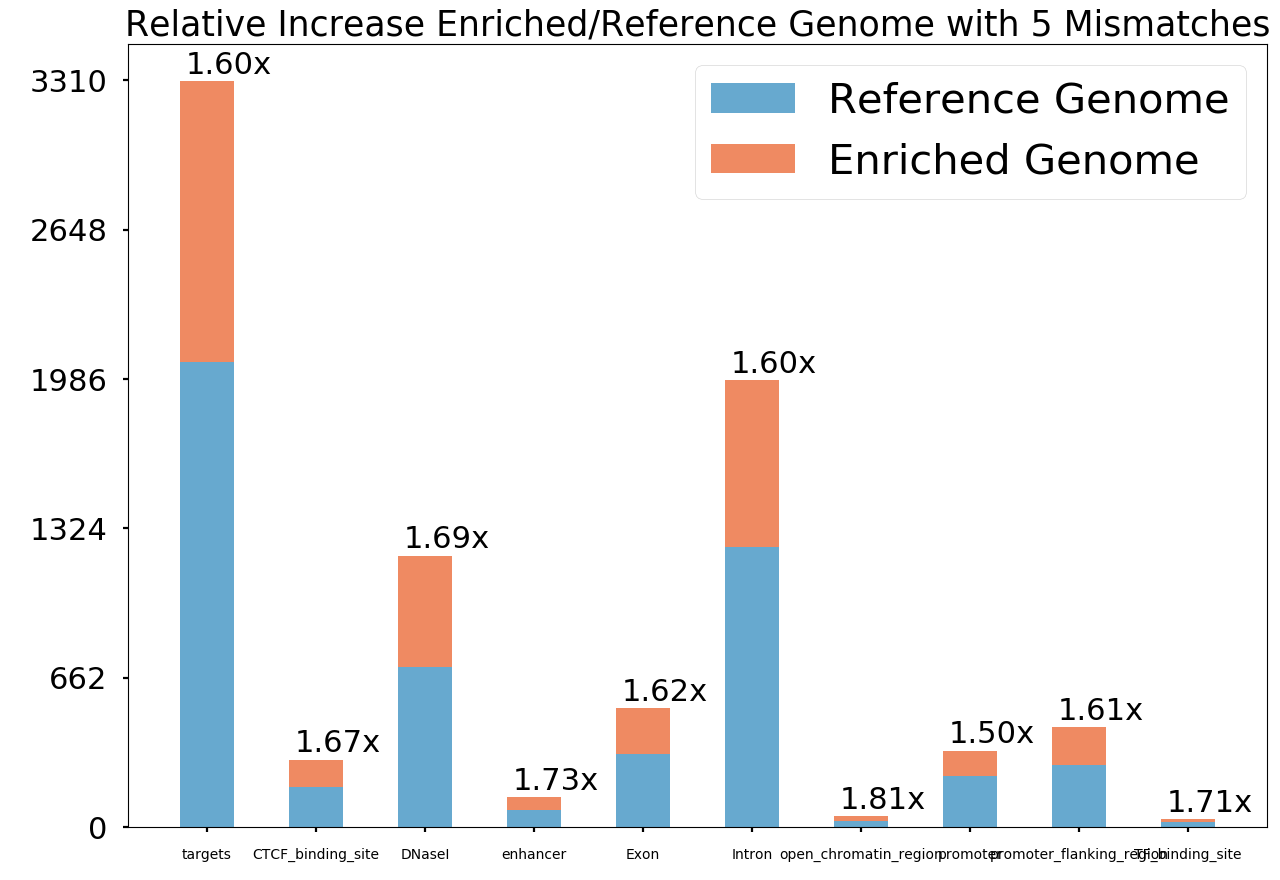 Relative Increase Enriched/Reference Genome with 5 Mismatches
Reference Genome
Enriched Genome
3310
2648
1986
1324
662
0
1.60x
1.67x
1.69x
1.73x
1.62x
1.60x
1.81x
1.50x
1.61x
1.71x
targets
CTCF_binding_site
DNaseI
enhancer
Exon
Intron
open_chromatin_region
promoter
promoter_flanking_region
TF_binding_site